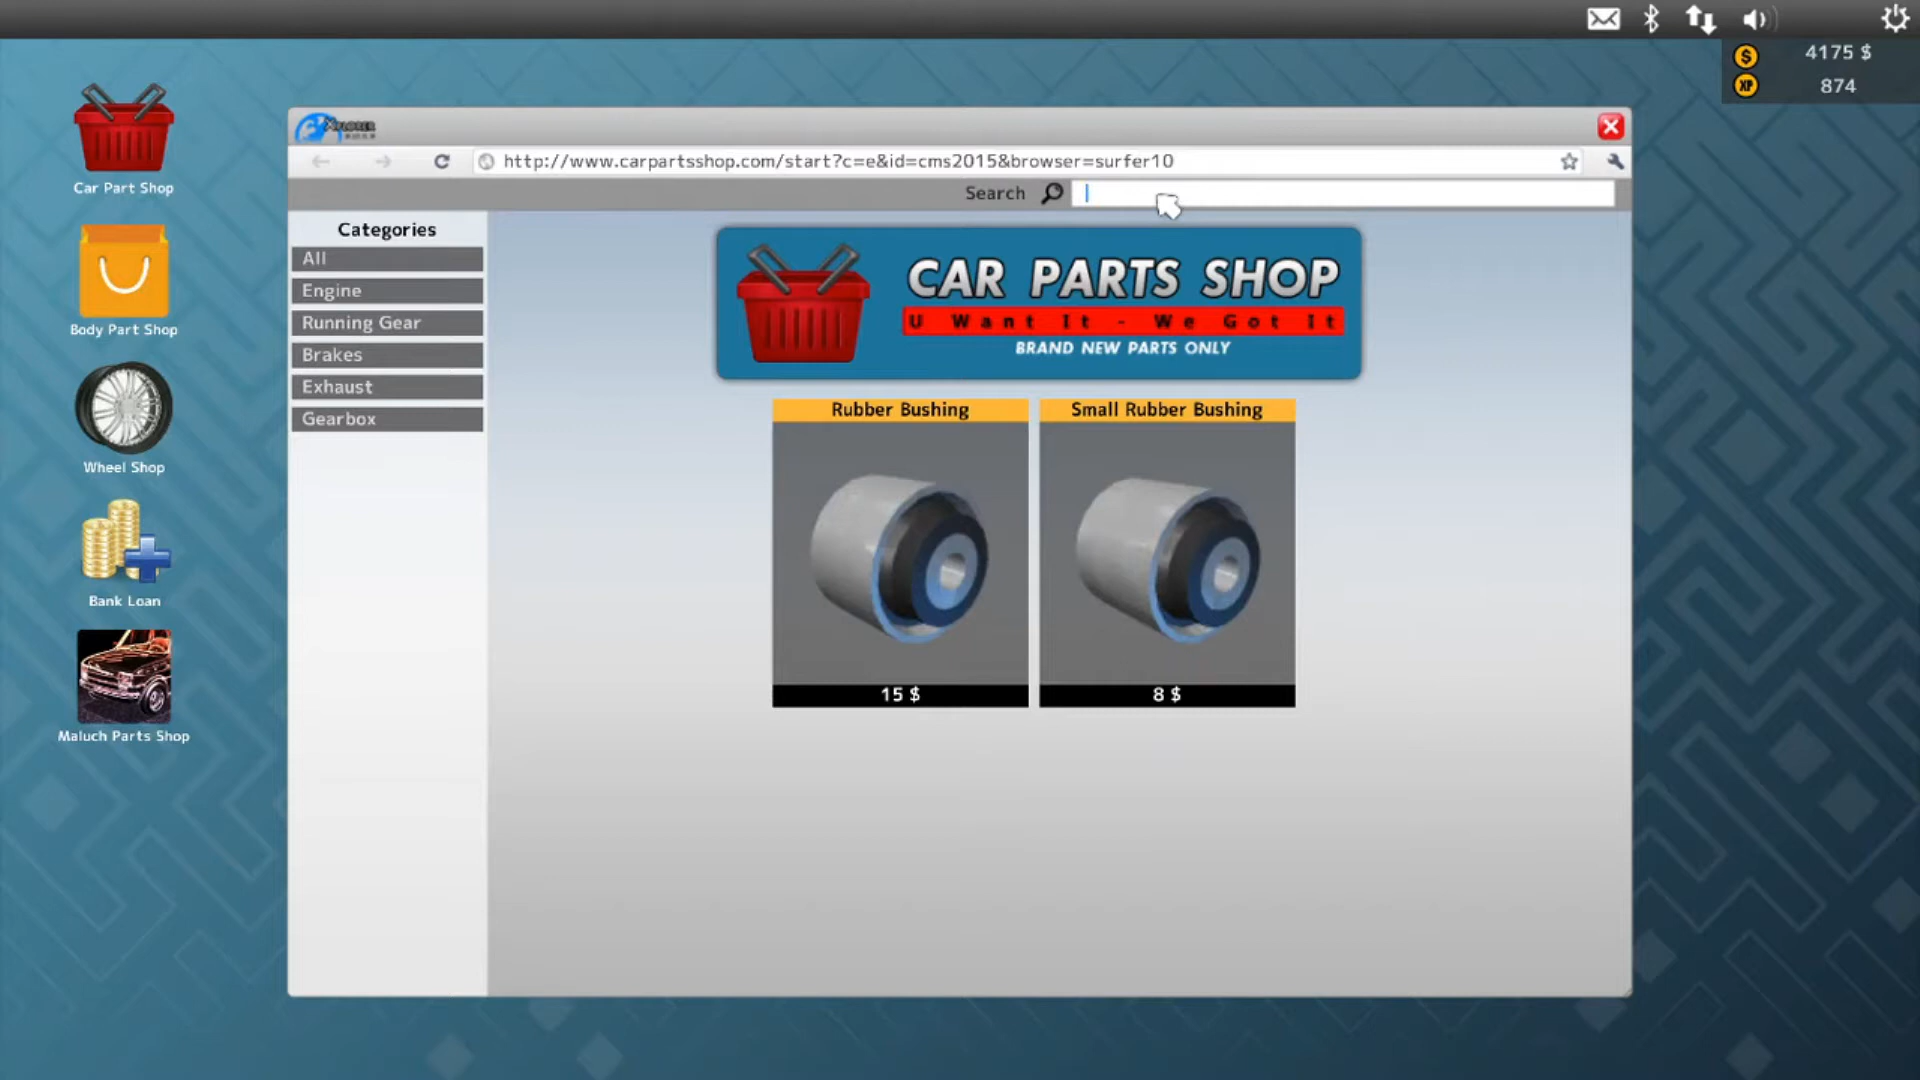 4175 $
XP 874
Car Part Shop
Body Part Shop
Wheel Shop
Bank Loan
Maluch Parts Shop
XPLORER
http://www.carpartsshop.com/start?c=e&id=cms2015&browser=surfer10
Search
Categories
All
Engine
Running Gear
Brakes
Exhaust
Gearbox
CAR PARTS SHOP
U Want It - We Got It
BRAND NEW PARTS ONLY
Rubber Bushing
15 $
Small Rubber Bushing
8 $